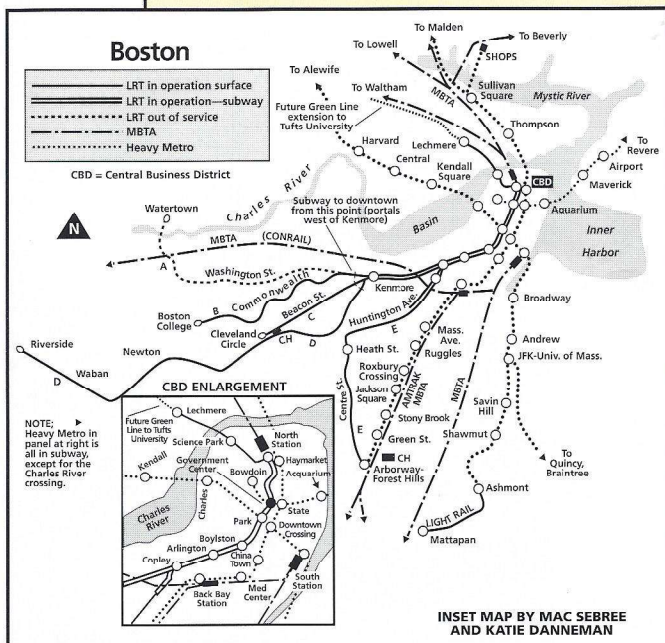 Boston
LRT in operation surface
LRT in operation—subway
LRT out of service
MBTA
Heavy Metro
CBD = Central Business District
N
To Malden
To Beverly
To Lowell
SHOPS
To Alewife
To Waltham
MBTA
Sullivan
Square
Mystic River
Future Green Line
extension to
Tufts University
Thompson
Harvard
Lechmere
To
Revere
Central
Kendall
Square
CBD
Airport
Maverick
Aquarium
Charles River
Subway to downtown
from this point (portals
west of Kenmore)
Basin
Inner
Harbor
Watertown
MBTA (CONRAIL)
A
Washington St.
Kenmore
B Commonwealth
Beacon St.
Huntington Ave.
Broadway
Boston
College
C
E
Cleveland
Circle
CH
D
Mass.
Ave.
Andrew
Riverside
Newton
Heath St.
Ruggles
JFK-Univ. of Mass.
Waban
D
Roxbury
Crossing
AMTRAK
MBTA
MBTA
Centre St.
Jackson
Square
Savin
Hill
Stony Brook
E
Green St.
Shawmut
CH
Arborway-
Forest Hills
To
Quincy,
Braintree
Ashmont
LIGHT RAIL
Mattapan
NOTE;
Heavy Metro in
panel at right is
all in subway,
except for the
Charles River
crossing.
CBD ENLARGEMENT
Lechmere
Future Green
Line to Tufts
University
Science Park
North
Station
Government
Center
Haymarket
Kendall
Bowdoin
Aquarium
Charles
State
Charles
River
Park
Downtown
Crossing
Boylston
Arlington
China
Town
Copley
Med
Center
South
Station
Back Bay
Station
INSET MAP BY MAC SEBREE
AND KATIE DANNEMAN